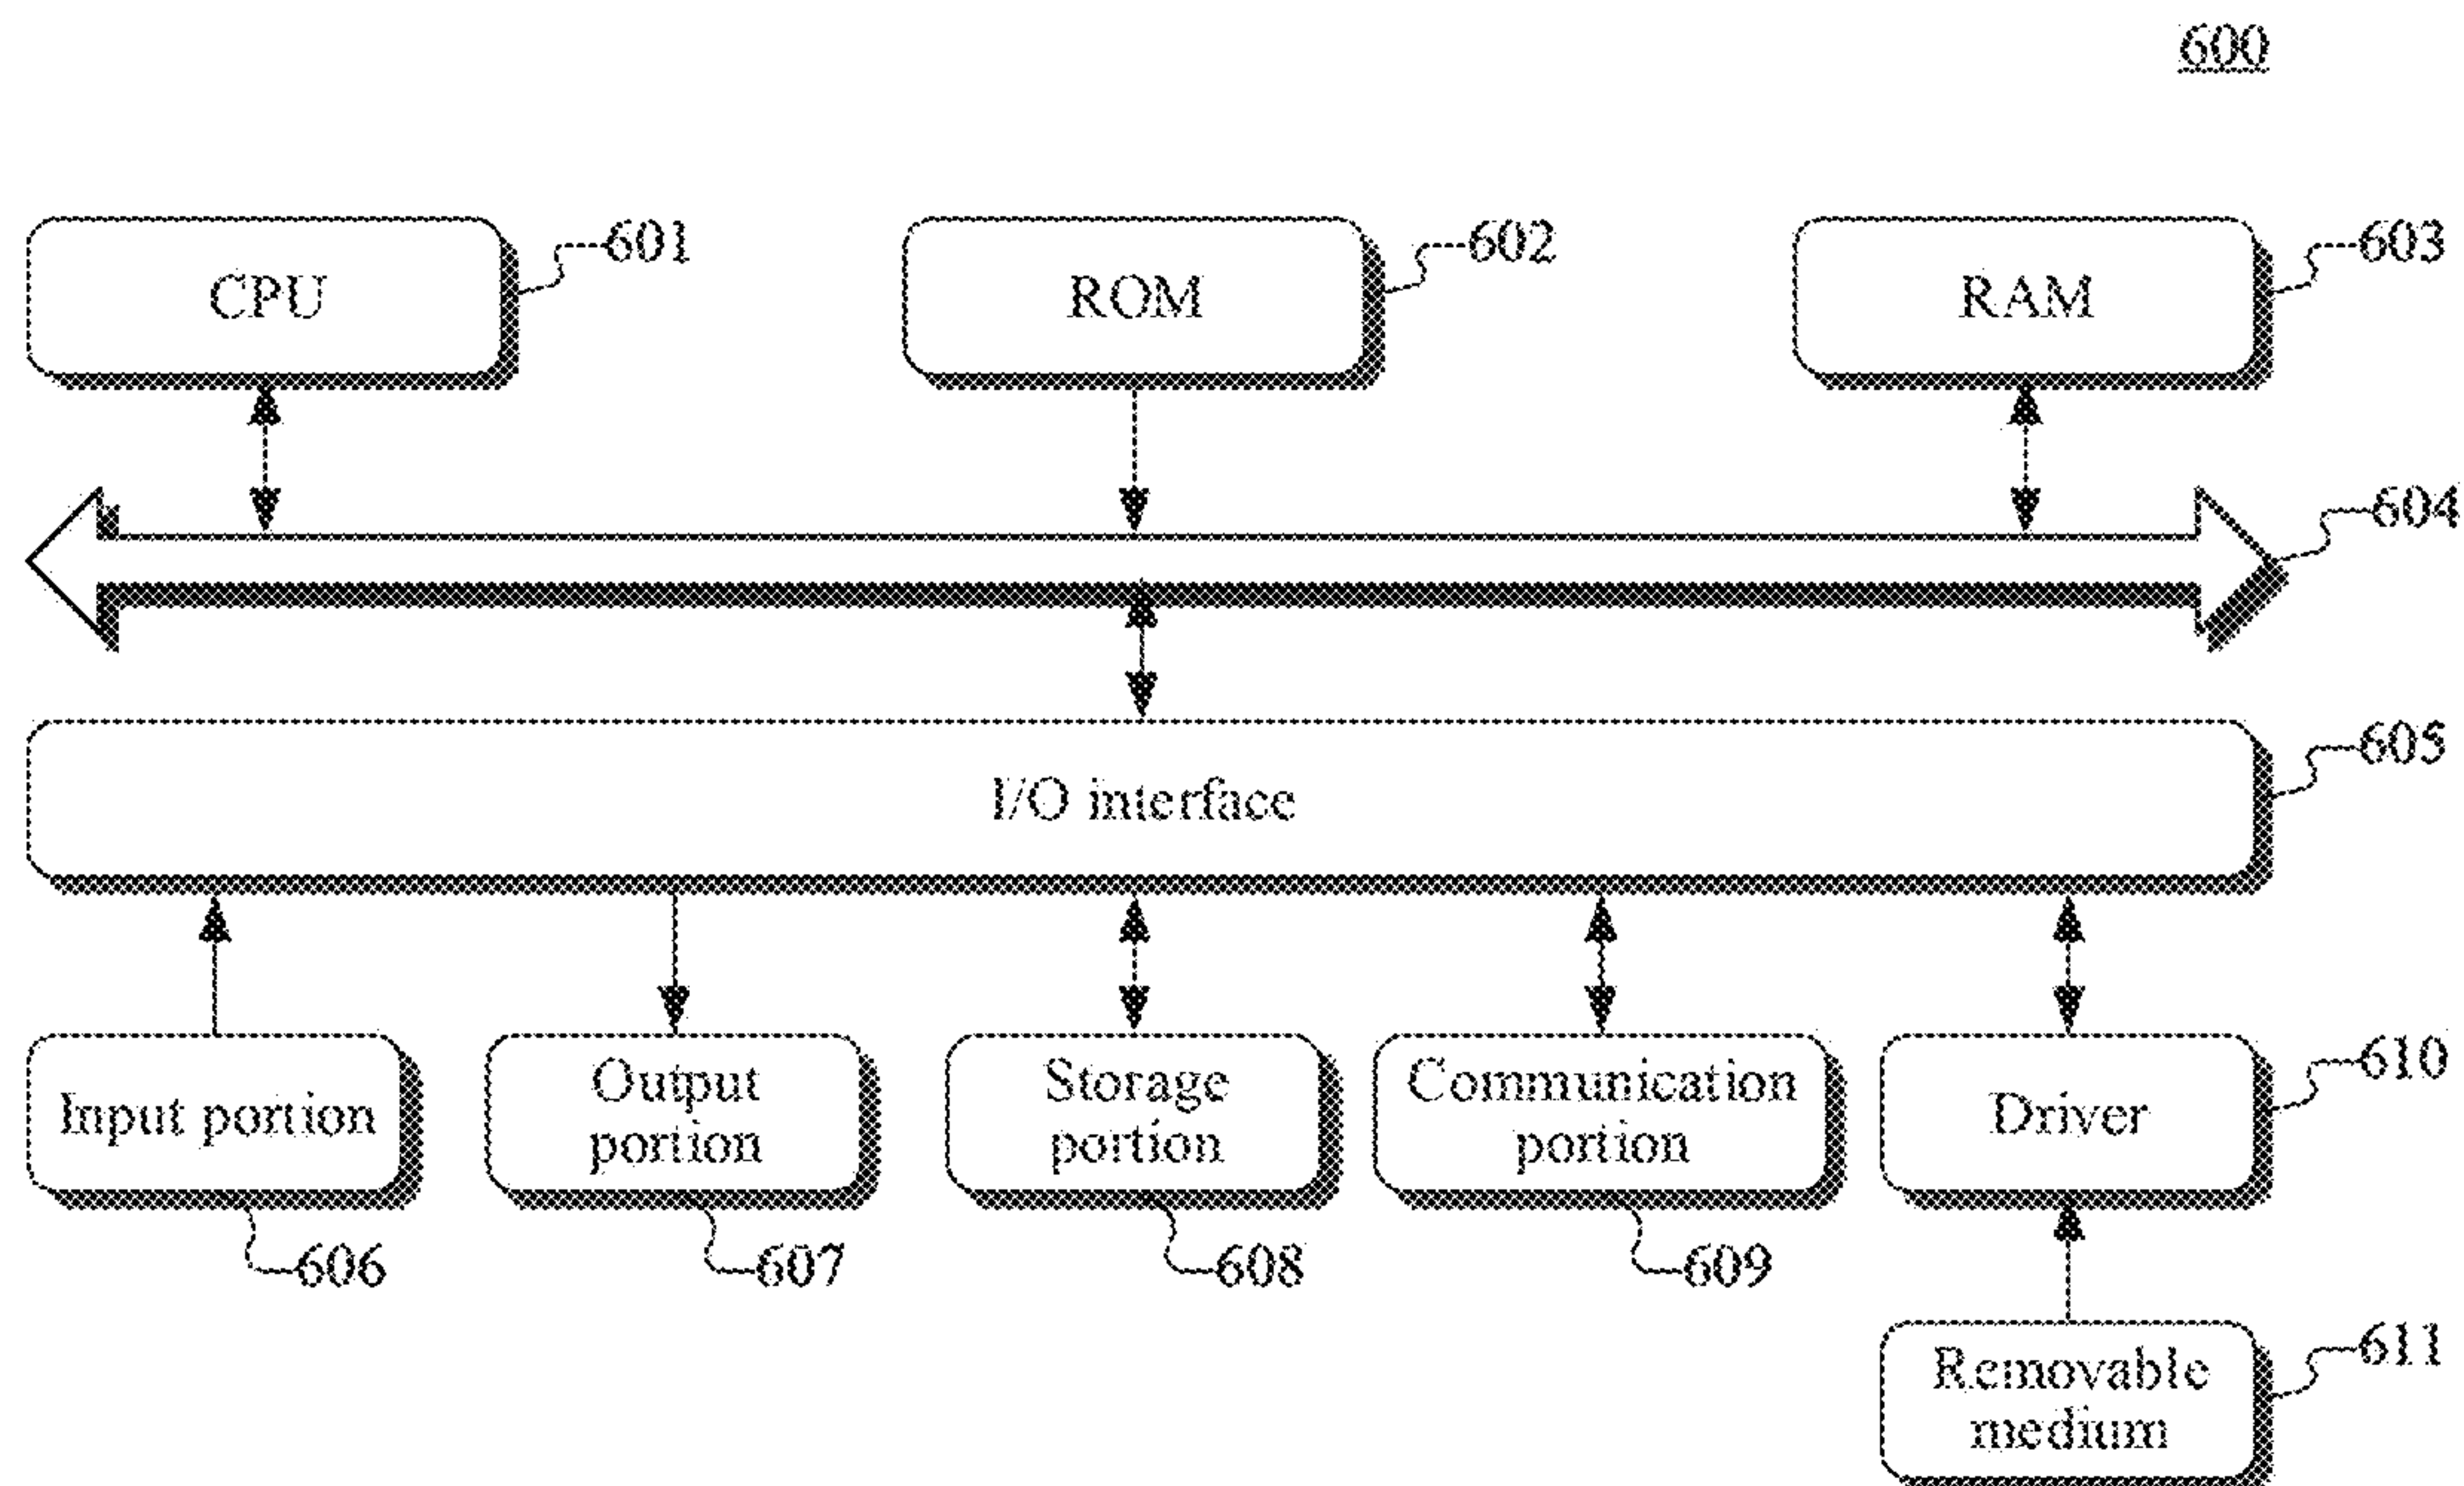 600
CPU
601
ROM
602
RAM
603
604
I/O interface
605
Input portion
606
Output
portion
607
Storage
portion
608
Communication
portion
609
Driver
610
Removable
medium
611